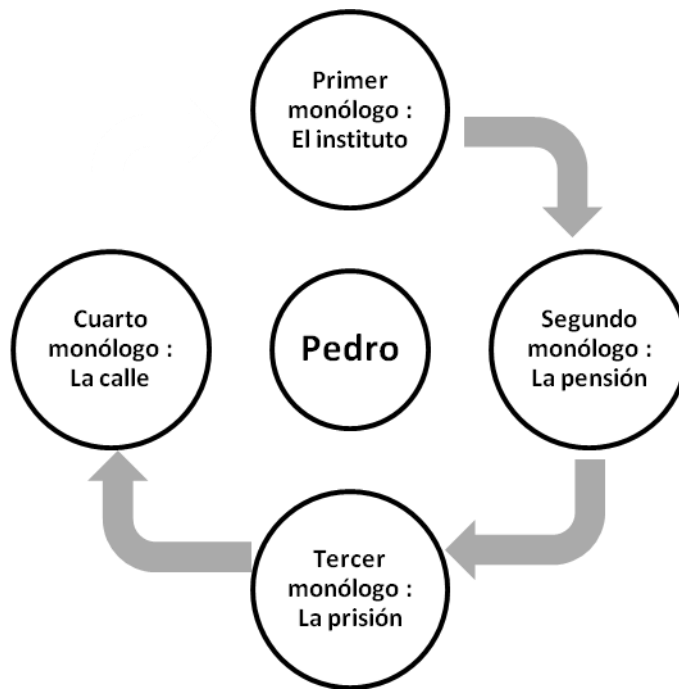 Primer
monólogo :
El instituto
Segundo
monólogo :
La pensión
Tercer
monólogo :
La prisión
Cuarto
monólogo :
La calle
Pedro